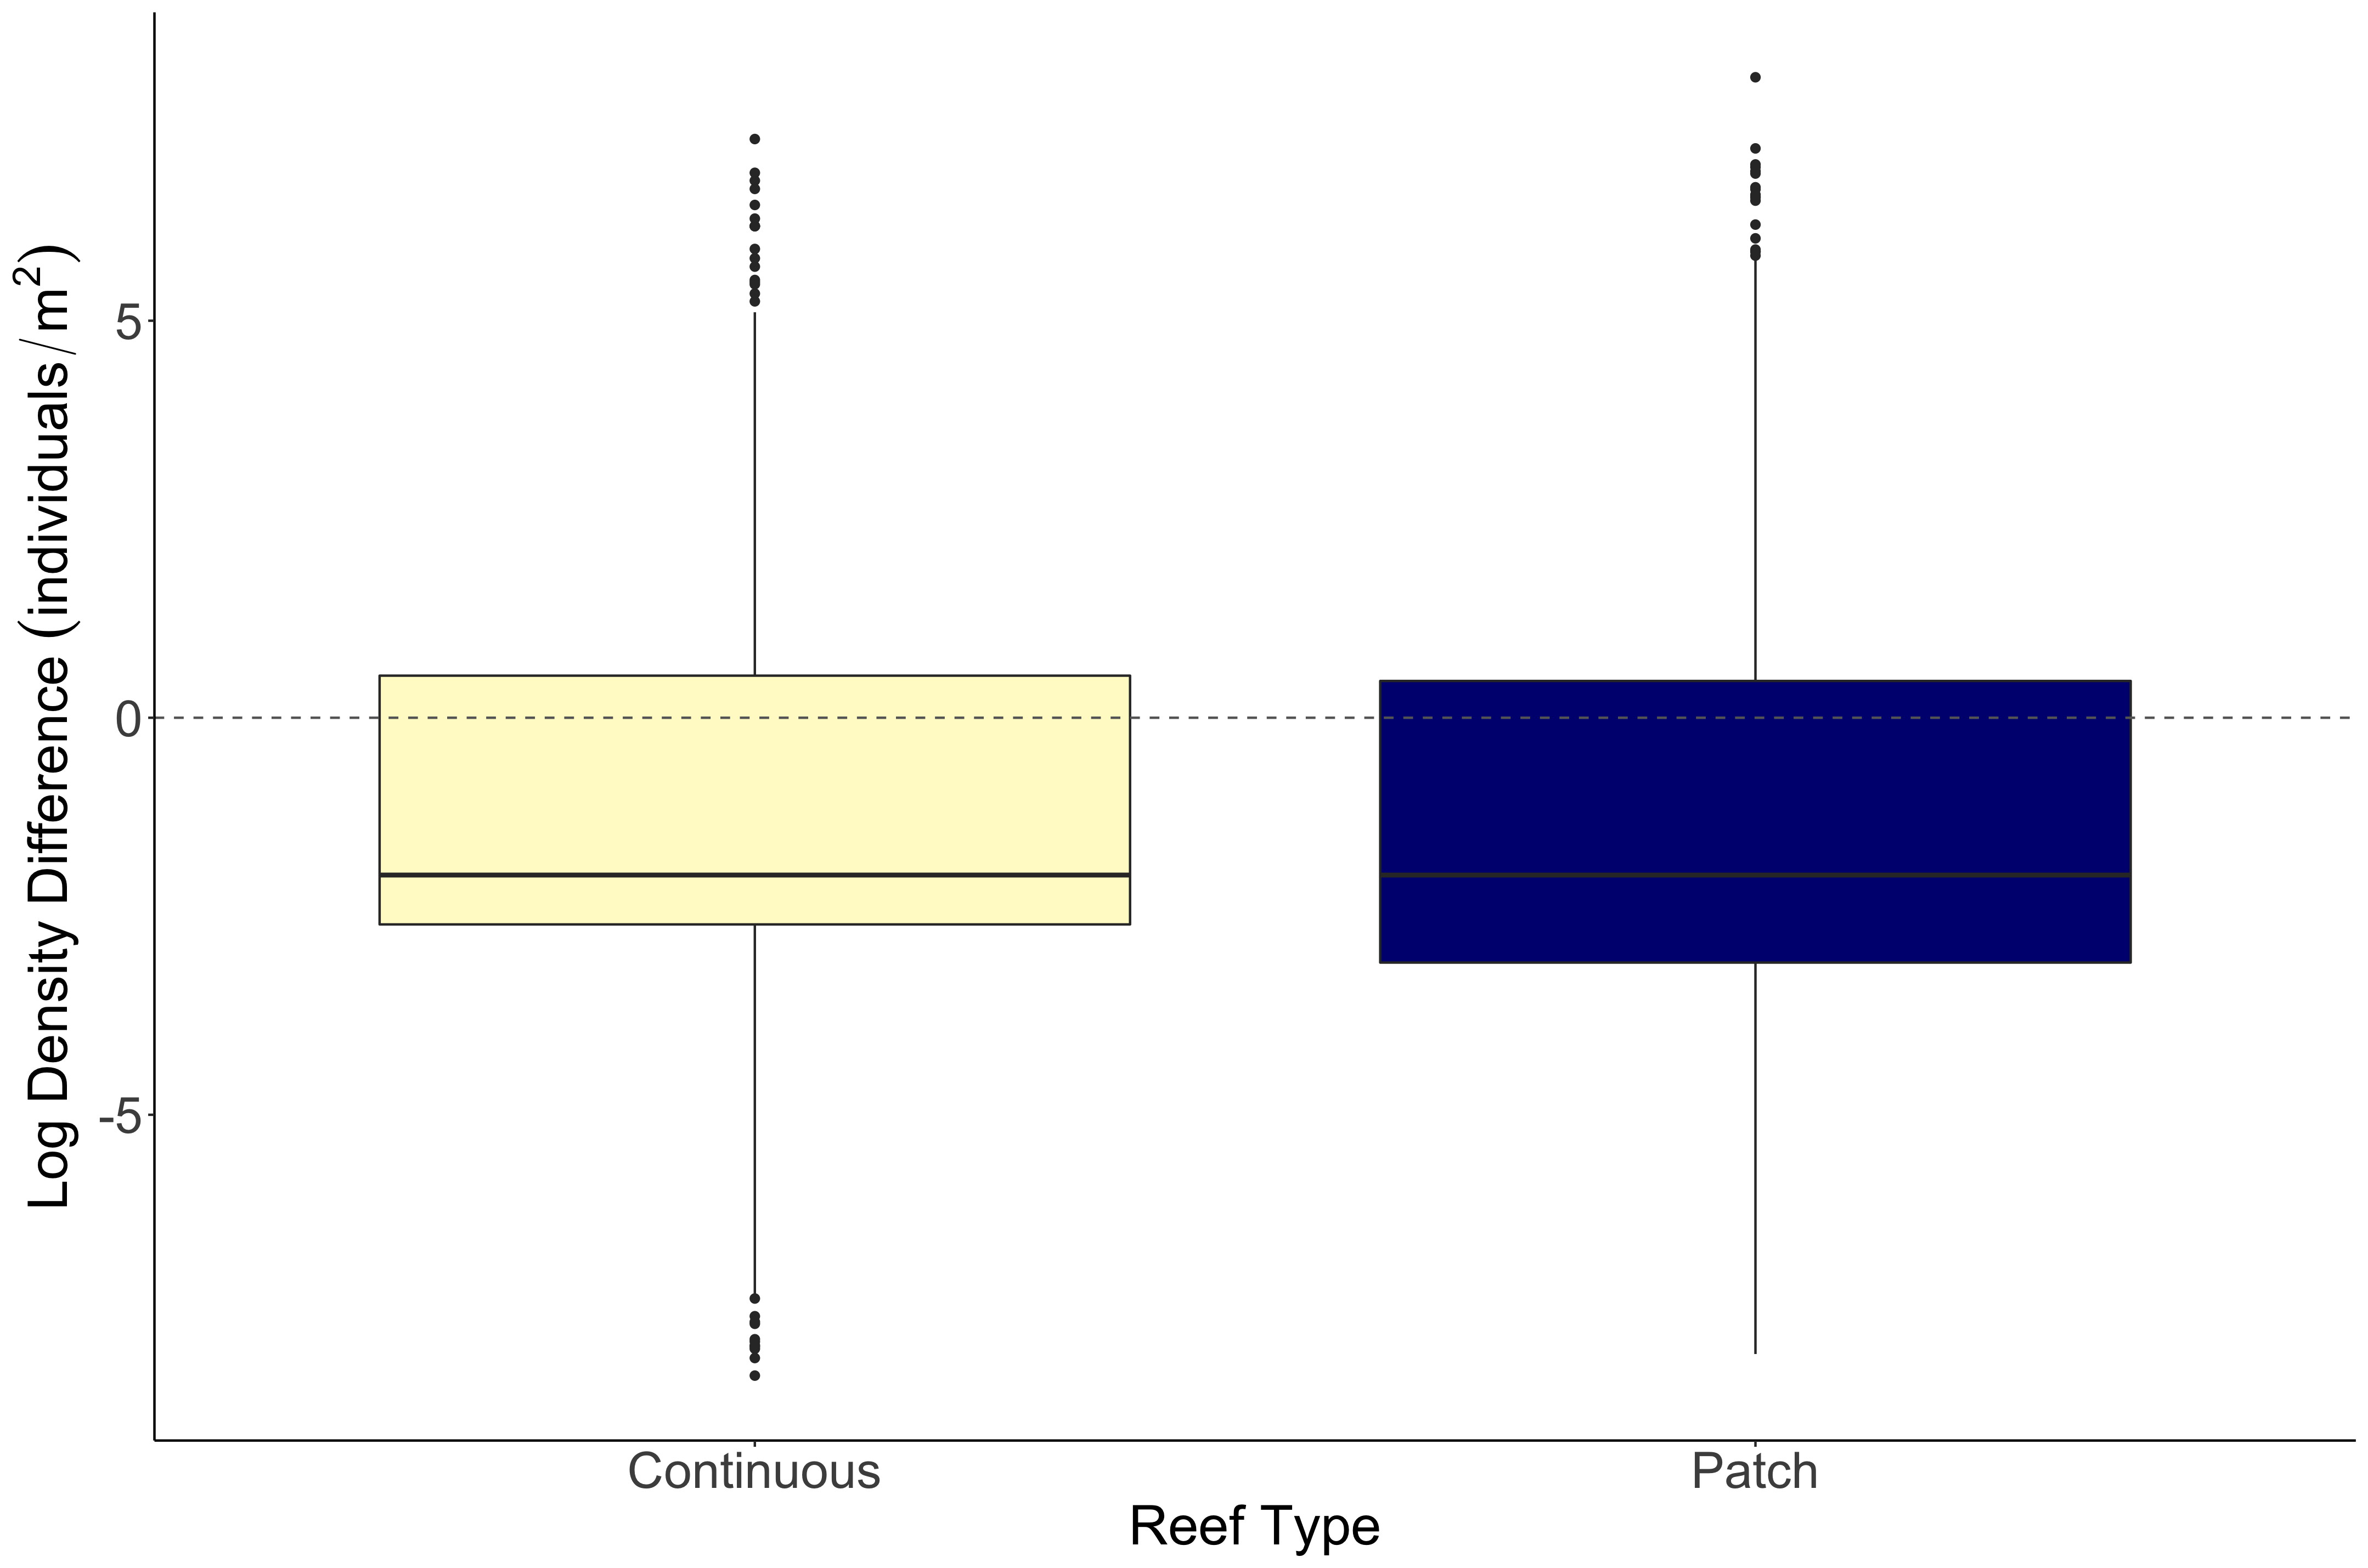 Log Density Difference (individuals/m²)
5
0
-5
Continuous
Patch
Reef Type